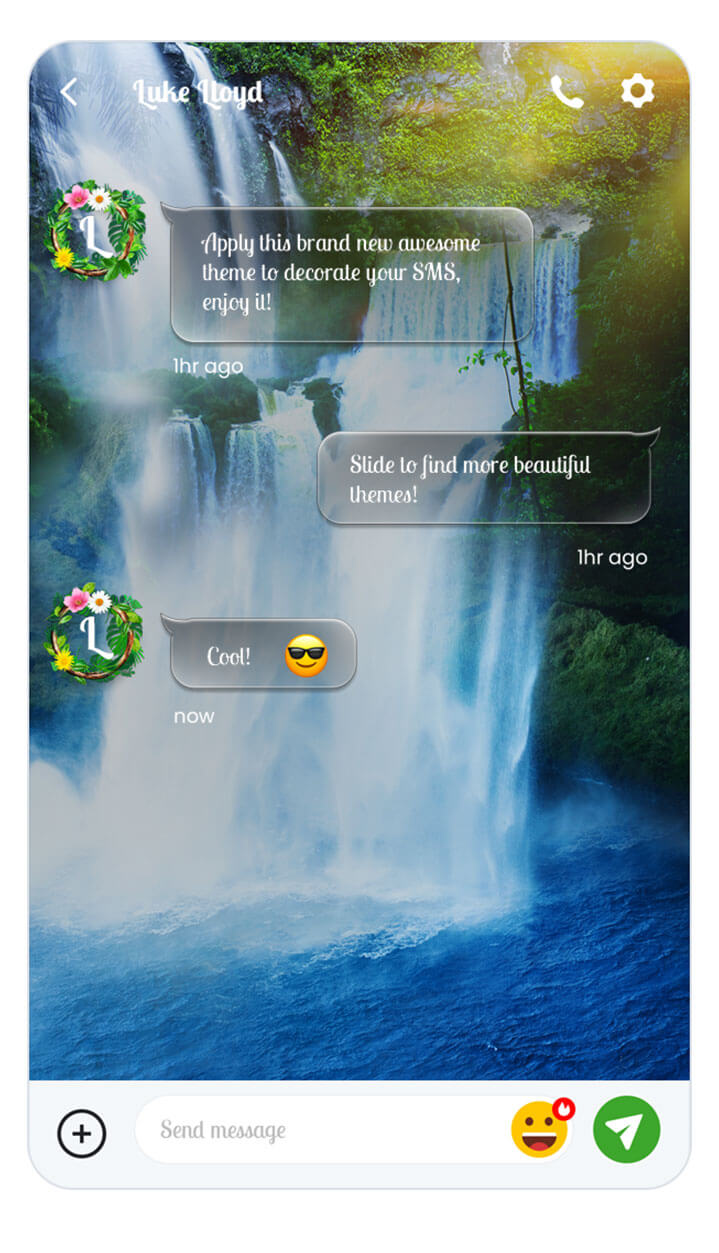 Luke Lloyd
L
Apply this brand new awesome
theme to decorate your SMS,
enjoy it!
1hr ago
Slide to find more beautiful
themes!
1hr ago
L
Cool! 😎
now
Send message